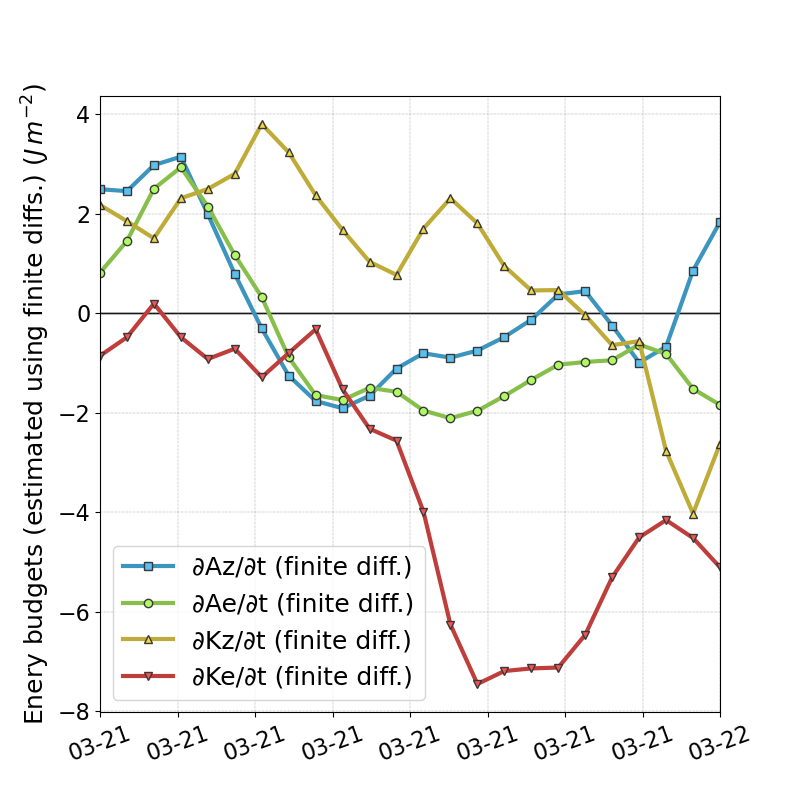 Enery budgets (estimated using finite diffs.) (J m⁻²)
4
2
0
−2
−4
−6
−8
∂Az/∂t (finite diff.)
∂Ae/∂t (finite diff.)
∂Kz/∂t (finite diff.)
∂Ke/∂t (finite diff.)
03-21 03-21 03-21 03-21 03-21 03-21 03-21 03-21 03-22